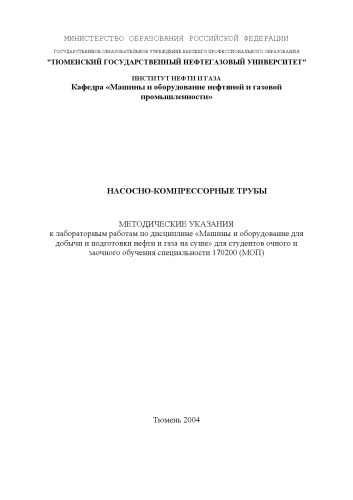 МИНИСТЕРСТВО ОБРАЗОВАНИЯ РОССИЙСКОЙ ФЕДЕРАЦИИ
ГОСУДАРСТВЕННОЕ ОБРАЗОВАТЕЛЬНОЕ УЧРЕЖДЕНИЕ ВЫСШЕГО ПРОФЕССИОНАЛЬНОГО ОБРАЗОВАНИЯ
"ТЮМЕНСКИЙ ГОСУДАРСТВЕННЫЙ НЕФТЕГАЗОВЫЙ УНИВЕРСИТЕТ"
ИНСТИТУТ НЕФТИ И ГАЗА
Кафедра «Машины и оборудование нефтяной и газовой
промышленности»
НАСОСНО-КОМПРЕССОРНЫЕ ТРУБЫ
МЕТОДИЧЕСКИЕ УКАЗАНИЯ
к лабораторным работам по дисциплине «Машины и оборудование для
добычи и подготовки нефти и газа на суше» для студентов очного и
заочного обучения специальности 170200 (МОП)
Тюмень 2004